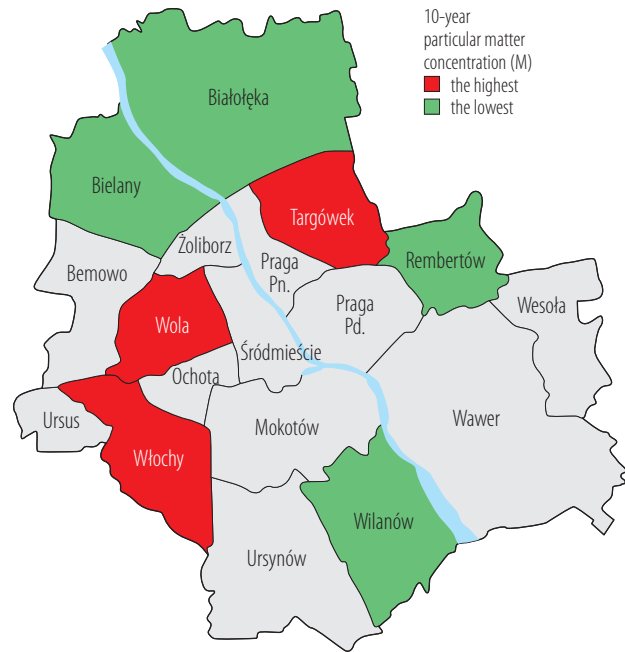 10-year
particular matter
concentration (M)
the highest
the lowest
Białołęka
Bielany
Targówek
Żoliborz
Bemowo
Praga
Pn.
Rembertów
Wesoła
Wola
Praga
Pd.
Śródmieście
Ochota
Ursus
Mokotów
Wawer
Włochy
Wilanów
Ursynów